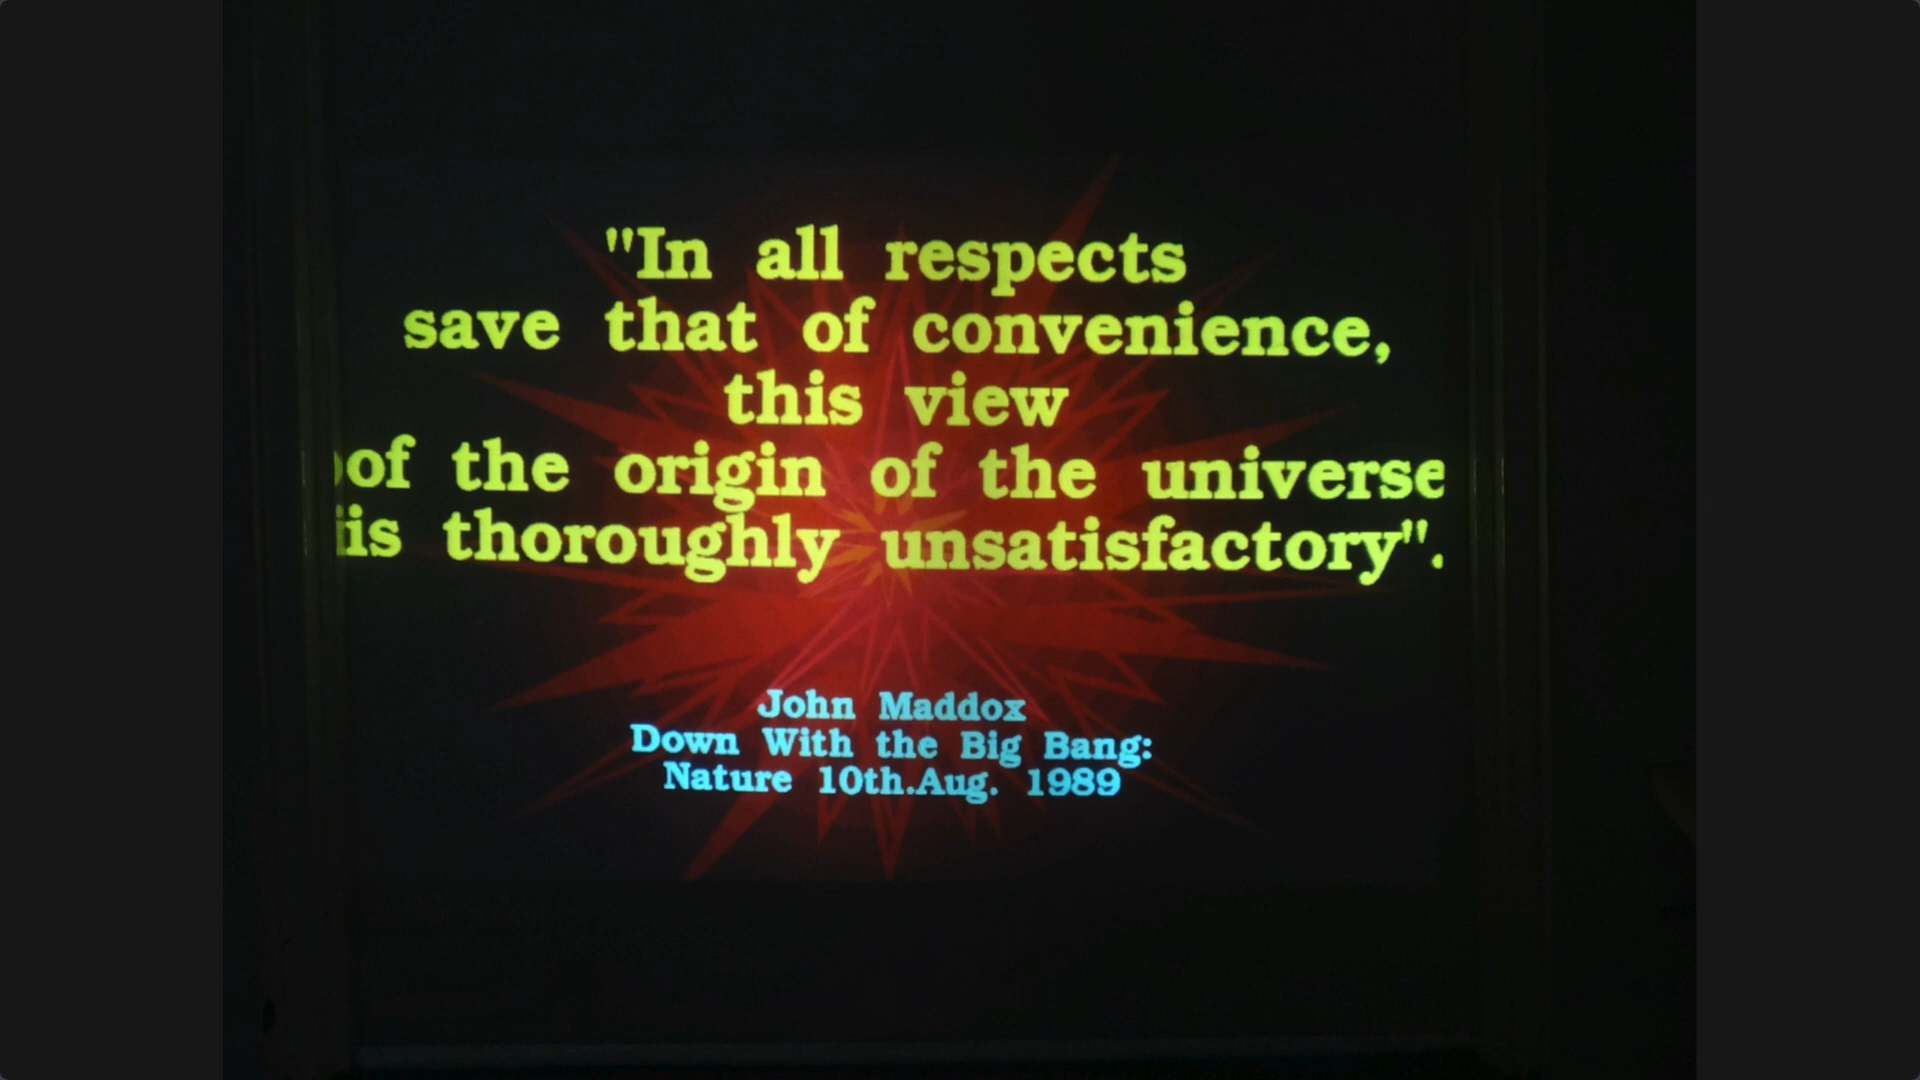 "In all respects
save that of convenience,
this view
of the origin of the universe
is thoroughly unsatisfactory".
John Maddox
Down With the Big Bang:
Nature 10th.Aug. 1989